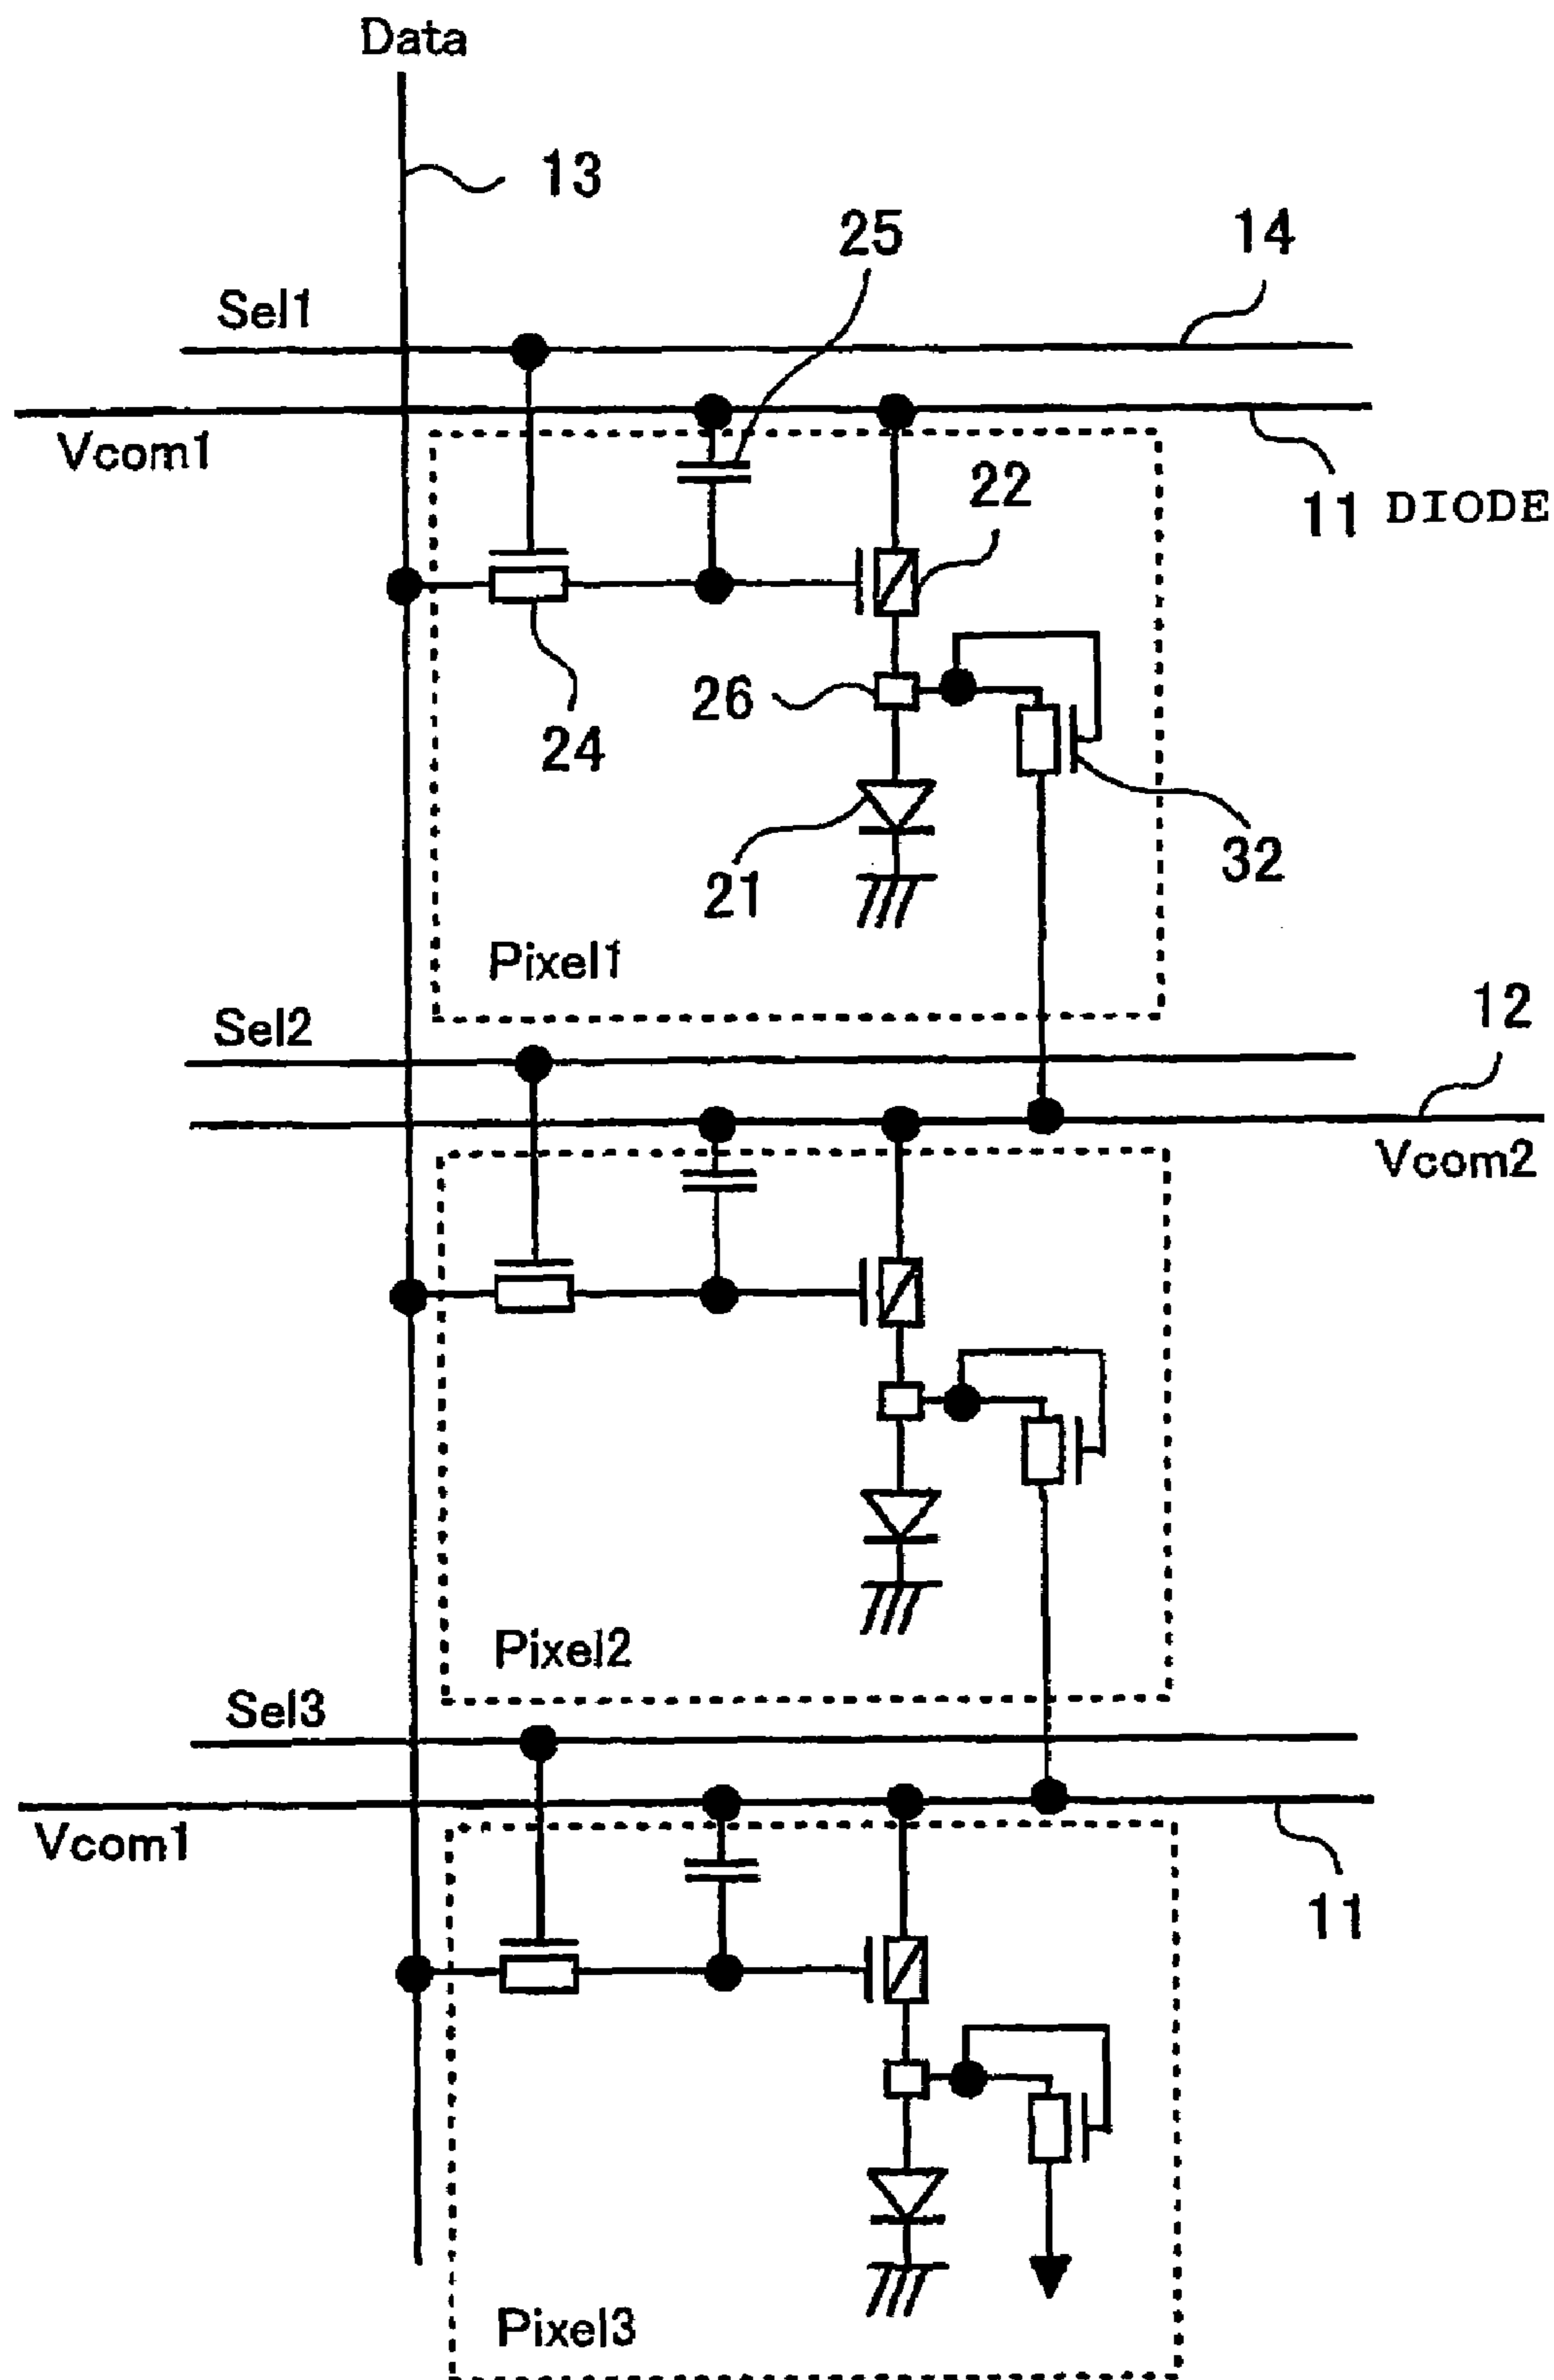 Data
13
25
14
Sel1
Vcom1
22
11 DIODE
26
24
32
21
Pixel1
12
Sel2
Vcom2
Pixel2
Sel3
Vcom1
11
Pixel3